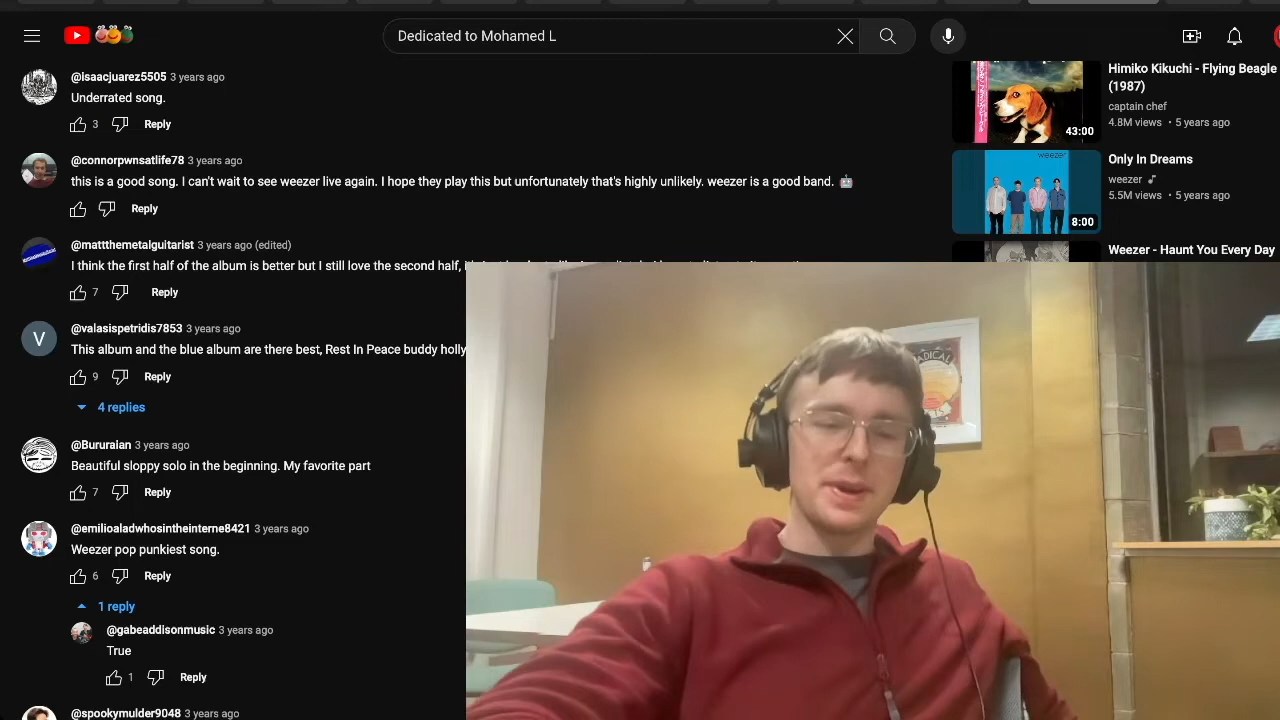 Dedicated to Mohamed L
@isaacjuarez5505 3 years ago
Underrated song.
3 Reply
@connorpwnsatlife78 3 years ago
this is a good song. I can't wait to see weezer live again. I hope they play this but unfortunately that's highly unlikely. weezer is a good band. 🤖
Reply
@mattthemetalguitarist 3 years ago (edited)
I think the first half of the album is better but I still love the second half,
7 Reply
V
@valasispetridis7853 3 years ago
This album and the blue album are there best, Rest In Peace buddy holly
9 Reply
4 replies
@Bururaian 3 years ago
Beautiful sloppy solo in the beginning. My favorite part
7 Reply
@emilioaladwhosintheinterne8421 3 years ago
Weezer pop punkiest song.
6 Reply
1 reply
@gabeaddisonmusic 3 years ago
True
1 Reply
@spookymulder9048 3 years ago
Himiko Kikuchi - Flying Beagle
(1987)
captain chef
4.8M views • 5 years ago
43:00
Only In Dreams
weezer
5.5M views • 5 years ago
weezer
8:00
Weezer - Haunt You Every Day
RADICAL